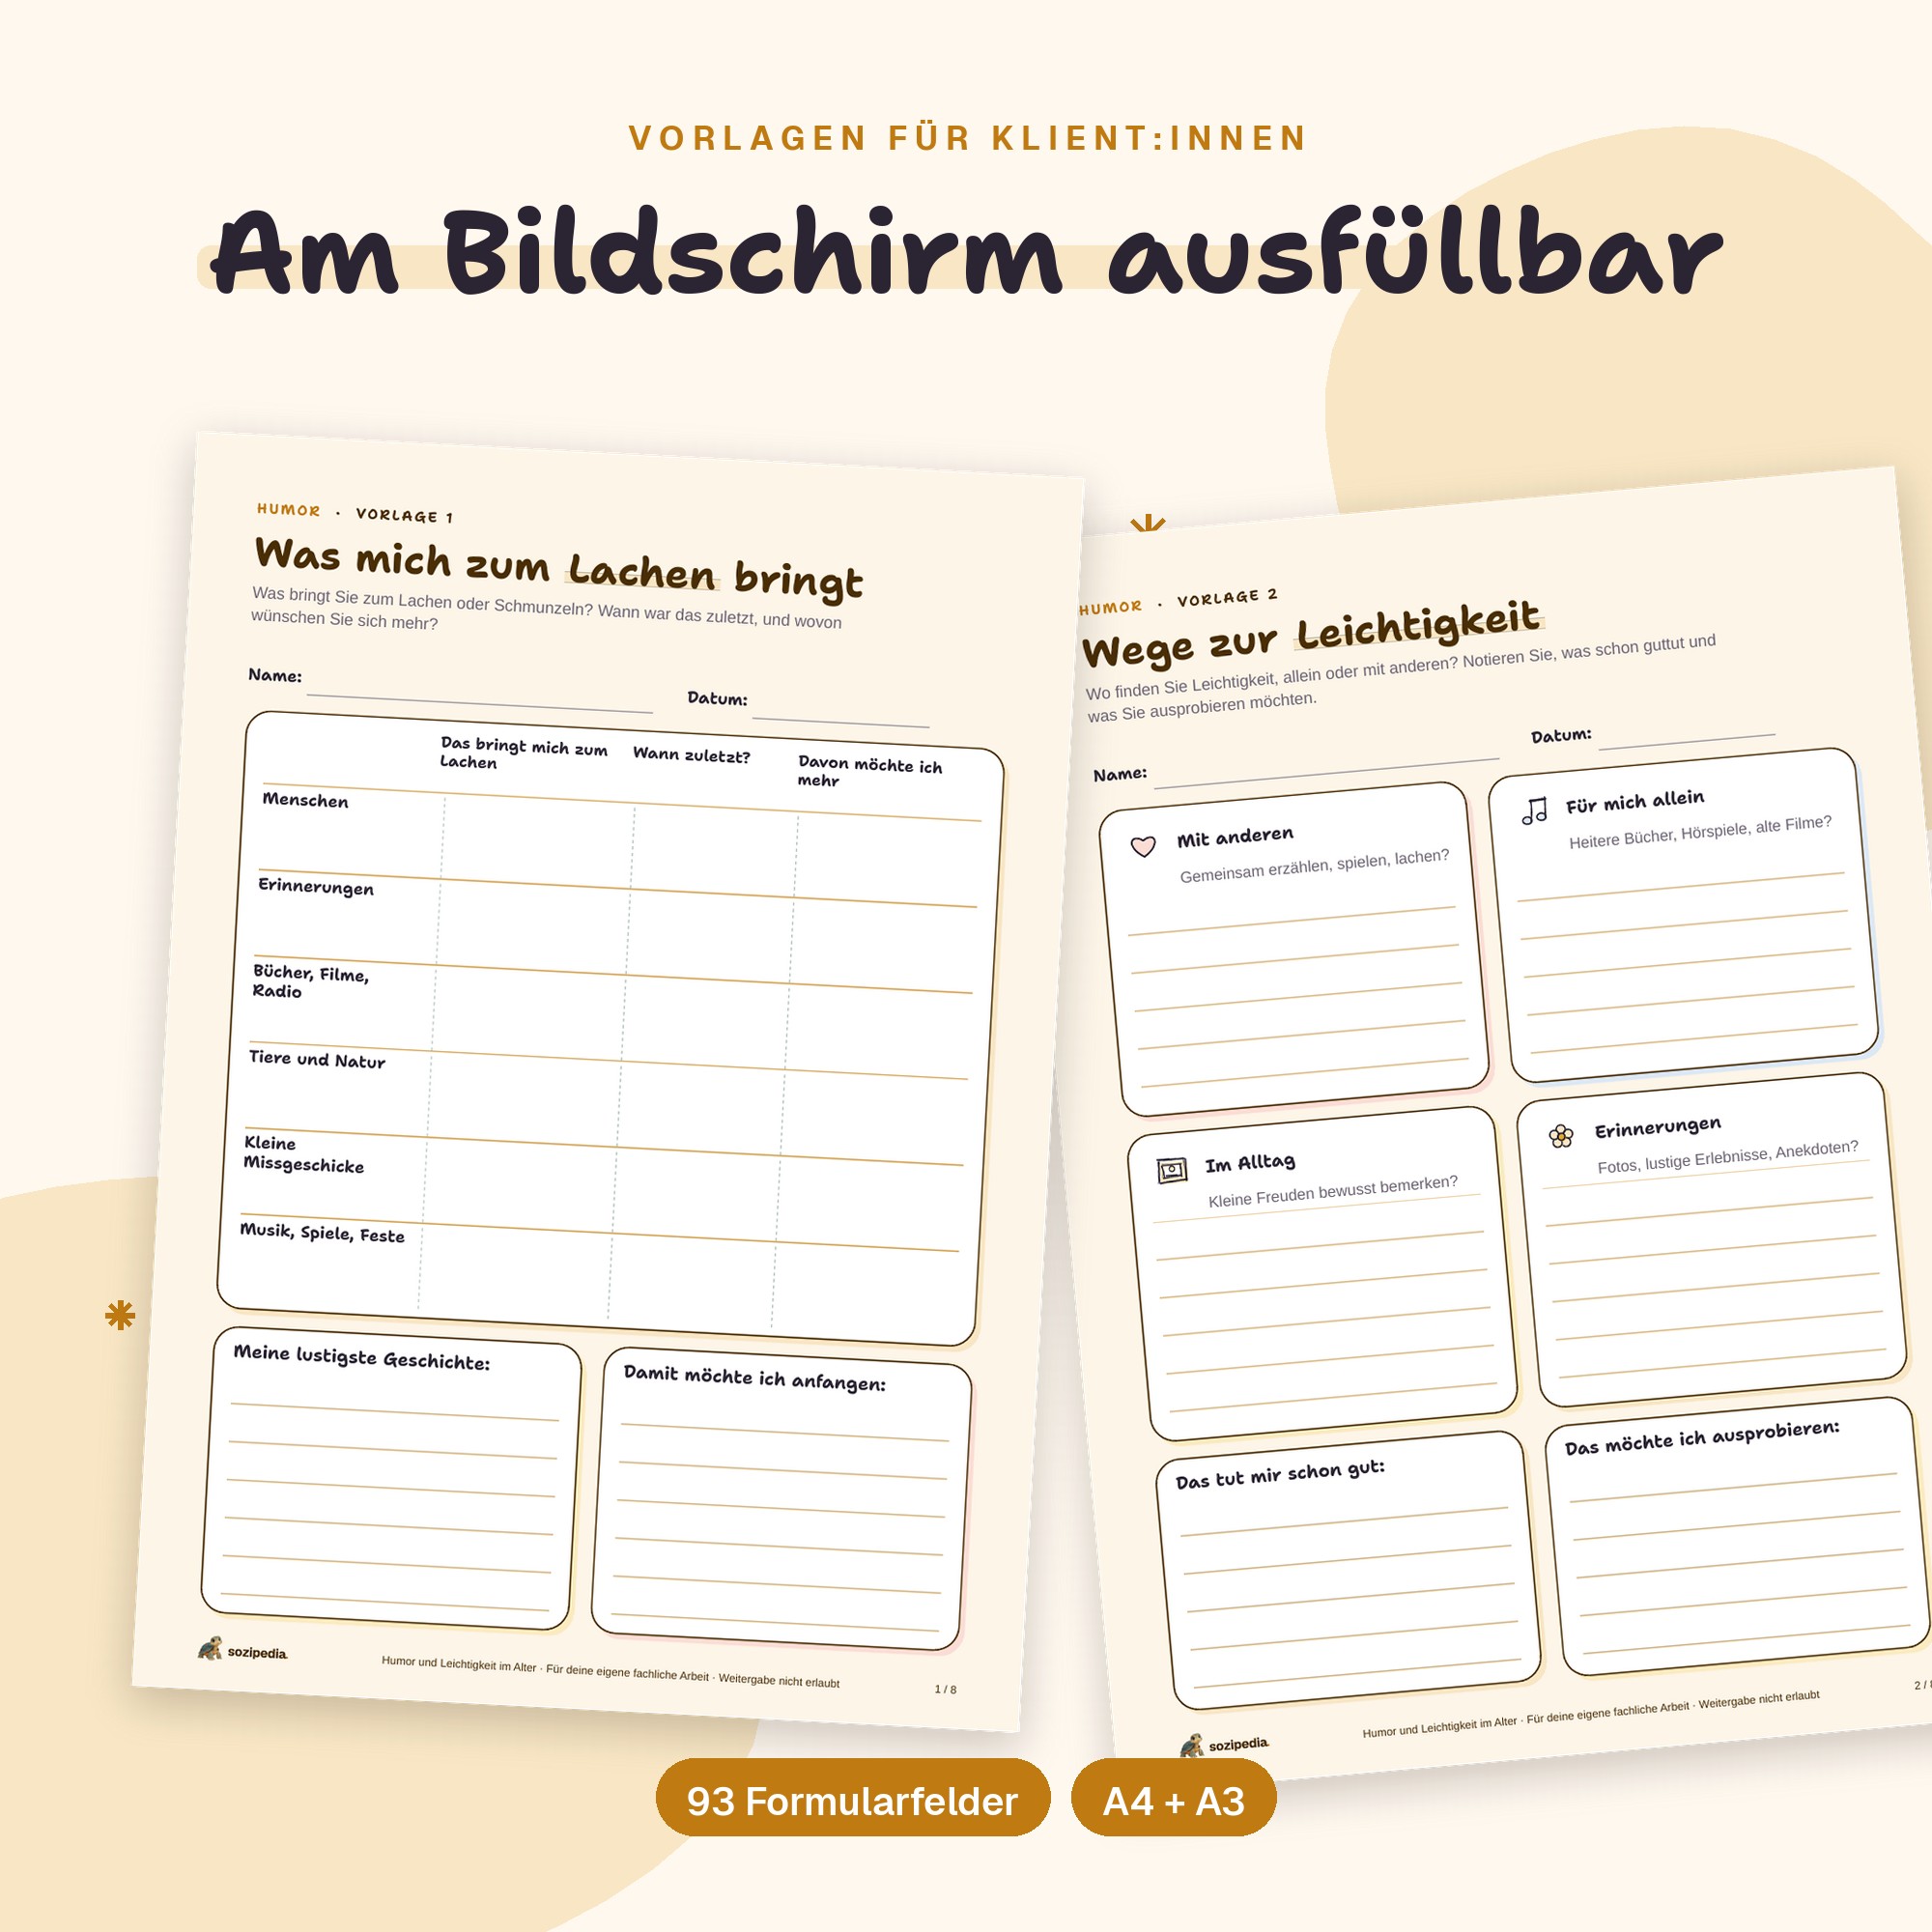 VORLAGEN FÜR KLIENT:INNEN
Am Bildschirm ausfüllbar
HUMOR · VORLAGE 1
Was mich zum Lachen bringt
Was bringt Sie zum Lachen oder Schmunzeln? Wann war das zuletzt, und wovon
wünschen Sie sich mehr?
Name:
Datum:
Das bringt mich zum
Lachen
Wann zuletzt?
Davon möchte ich
mehr
Menschen
Erinnerungen
Bücher, Filme,
Radio
Tiere und Natur
Kleine
Missgeschicke
Musik, Spiele, Feste
Meine lustigste Geschichte:
Damit möchte ich anfangen:
sozipedia.
Humor und Leichtigkeit im Alter · Für deine eigene fachliche Arbeit · Weitergabe nicht erlaubt
1 / 8
HUMOR · VORLAGE 2
Wege zur Leichtigkeit
Wo finden Sie Leichtigkeit, allein oder mit anderen? Notieren Sie, was schon guttut und
was Sie ausprobieren möchten.
Name:
Datum:
Mit anderen
Gemeinsam erzählen, spielen, lachen?
Für mich allein
Heitere Bücher, Hörspiele, alte Filme?
Im Alltag
Kleine Freuden bewusst bemerken?
Erinnerungen
Fotos, lustige Erlebnisse, Anekdoten?
Das tut mir schon gut:
Das möchte ich ausprobieren:
sozipedia.
Humor und Leichtigkeit im Alter · Für deine eigene fachliche Arbeit · Weitergabe nicht erlaubt
2 / 8
93 Formularfelder
A4 + A3